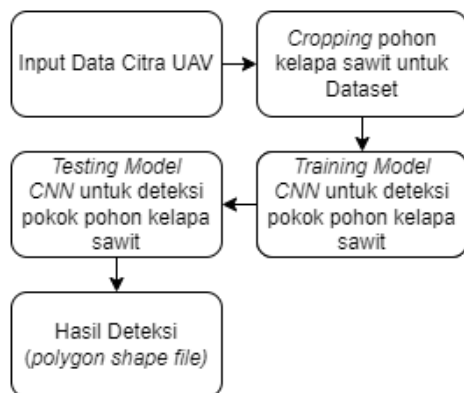 Input Data Citra UAV
Cropping pohon
kelapa sawit untuk
Dataset
Training Model
CNN untuk deteksi
pokok pohon kelapa
sawit
Testing Model
CNN untuk deteksi
pokok pohon kelapa
sawit
Hasil Deteksi
(polygon shape file)